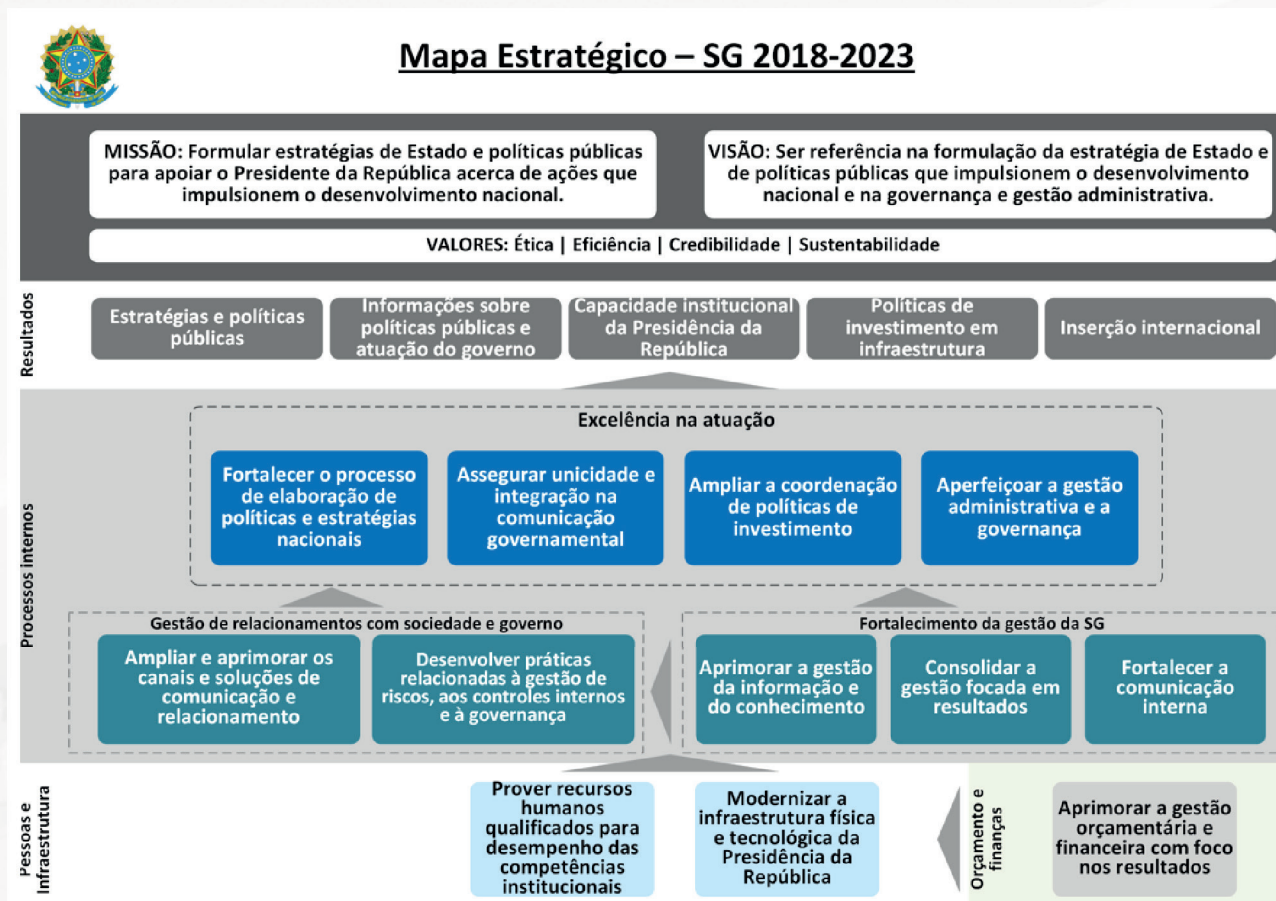 Mapa Estratégico – SG 2018-2023
MISSÃO: Formular estratégias de Estado e políticas públicas
para apoiar o Presidente da República acerca de ações que
impulsionem o desenvolvimento nacional.
VISÃO: Ser referência na formulação da estratégia de Estado e
de políticas públicas que impulsionem o desenvolvimento
nacional e na governança e gestão administrativa.
VALORES: Ética | Eficiência | Credibilidade | Sustentabilidade
Resultados
Estratégias e políticas
públicas
Informações sobre
políticas públicas e
atuação do governo
Capacidade institucional
da Presidência da
República
Políticas de
investimento em
infraestrutura
Inserção internacional
Processos internos
Excelência na atuação
Fortalecer o processo
de elaboração de
políticas e estratégias
nacionais
Assegurar unicidade e
integração na
comunicação
governamental
Ampliar a coordenação
de políticas de
investimento
Aperfeiçoar a gestão
administrativa e a
governança
Gestão de relacionamentos com sociedade e governo
Ampliar e aprimorar os
canais e soluções de
comunicação e
relacionamento
Desenvolver práticas
relacionadas à gestão de
riscos, aos controles internos
e à governança
Fortalecimento da gestão da SG
Aprimorar a gestão
da informação e
do conhecimento
Consolidar a
gestão focada em
resultados
Fortalecer a
comunicação
interna
Pessoas e
Infraestrutura
Prover recursos
humanos
qualificados para
desempenho das
competências
institucionais
Modernizar a
infraestrutura física
e tecnológica da
Presidência da
República
Orçamento e
finanças
Aprimorar a gestão
orçamentária e
financeira com foco
nos resultados